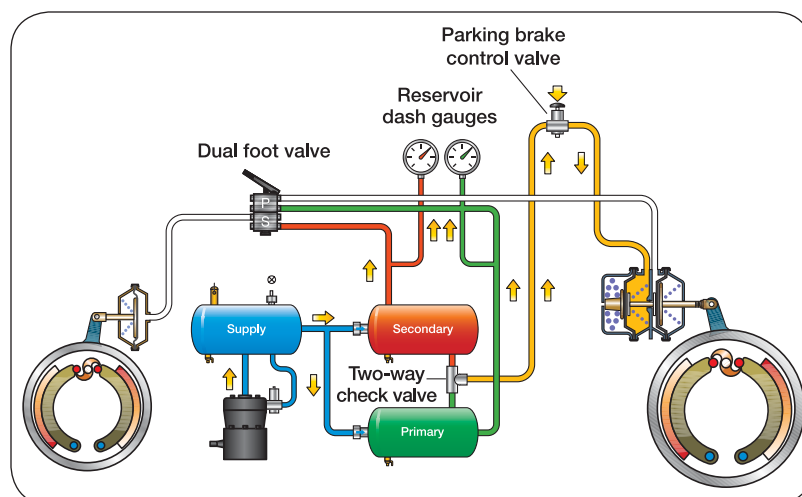 Parking brake
control valve
Reservoir
dash gauges
Dual foot valve
P
S
Supply
Secondary
Two-way
check valve
Primary